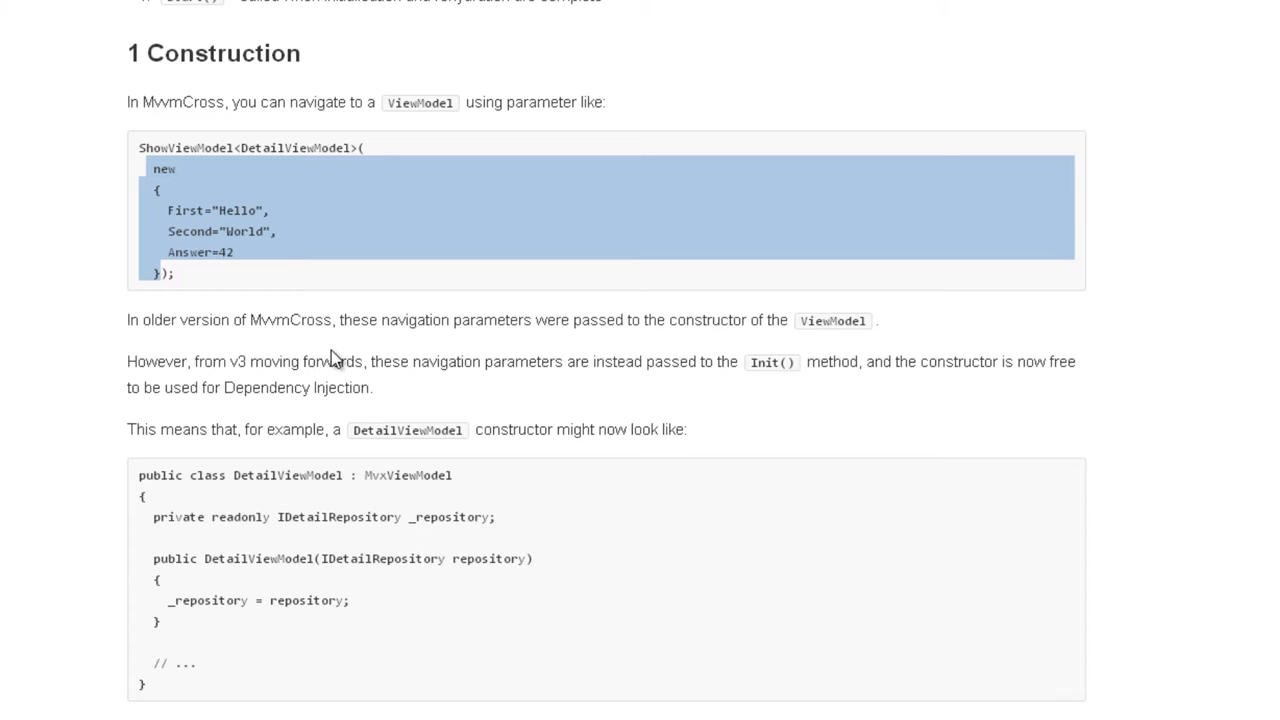 Start()
1 Construction
In MvvmCross, you can navigate to a ViewModel using parameter like:
ShowViewModel<DetailViewModel>(
new
{
First="Hello",
Second="World",
Answer=42
});
In older version of MvvmCross, these navigation parameters were passed to the constructor of the ViewModel .
However, from v3 moving forwards, these navigation parameters are instead passed to the Init() method, and the constructor is now free
to be used for Dependency Injection.
This means that, for example, a DetailViewModel constructor might now look like:
public class DetailViewModel : MvxViewModel
{
private readonly IDetailRepository _repository;
public DetailViewModel(IDetailRepository repository)
{
_repository = repository;
}
// ...
}